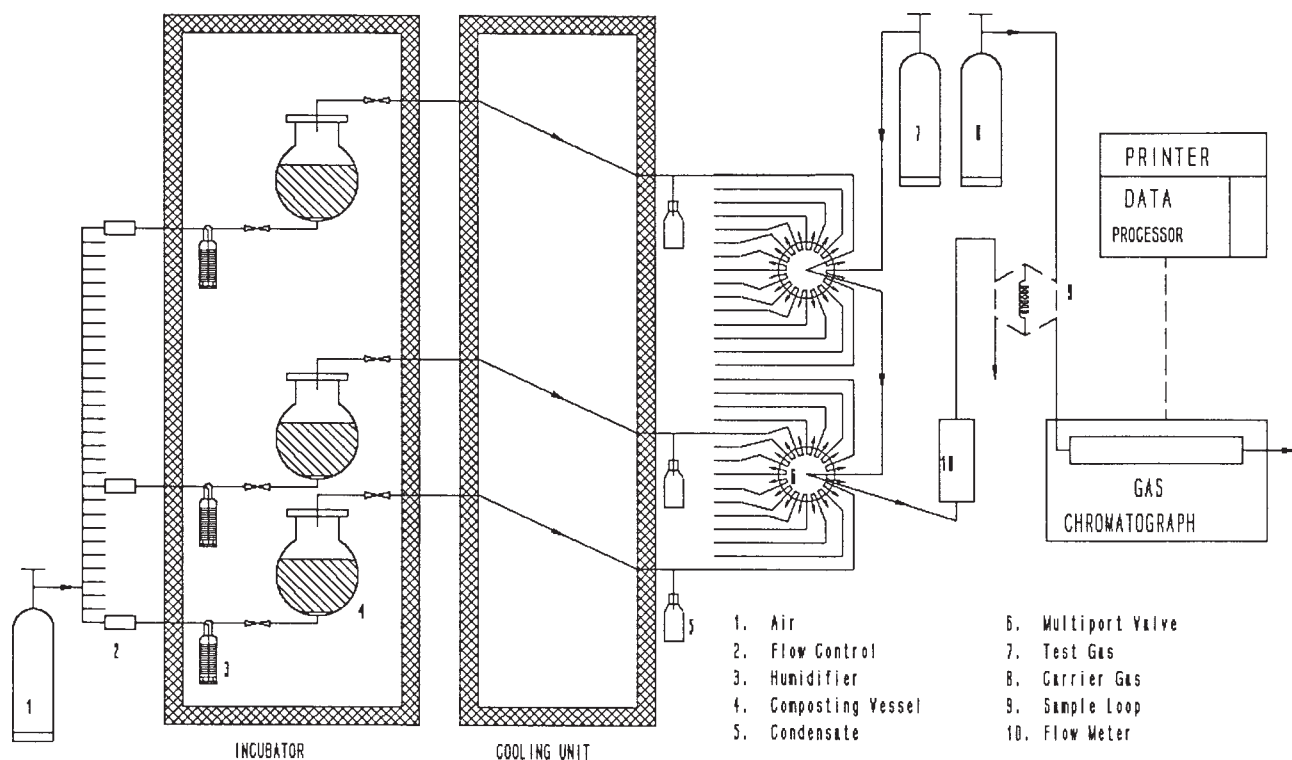 7
8
PRINTER
DATA
PROCESSOR
9
6
10
GAS
CHROMATOGRAPH
4
1
2
3
5
1. Air
2. Flow Control
3. Humidifier
4. Composting Vessel
5. Condensate
6. Multiport Valve
7. Test Gas
8. Carrier Gas
9. Sample Loop
10. Flow Meter
INCUBATOR
COOLING UNIT